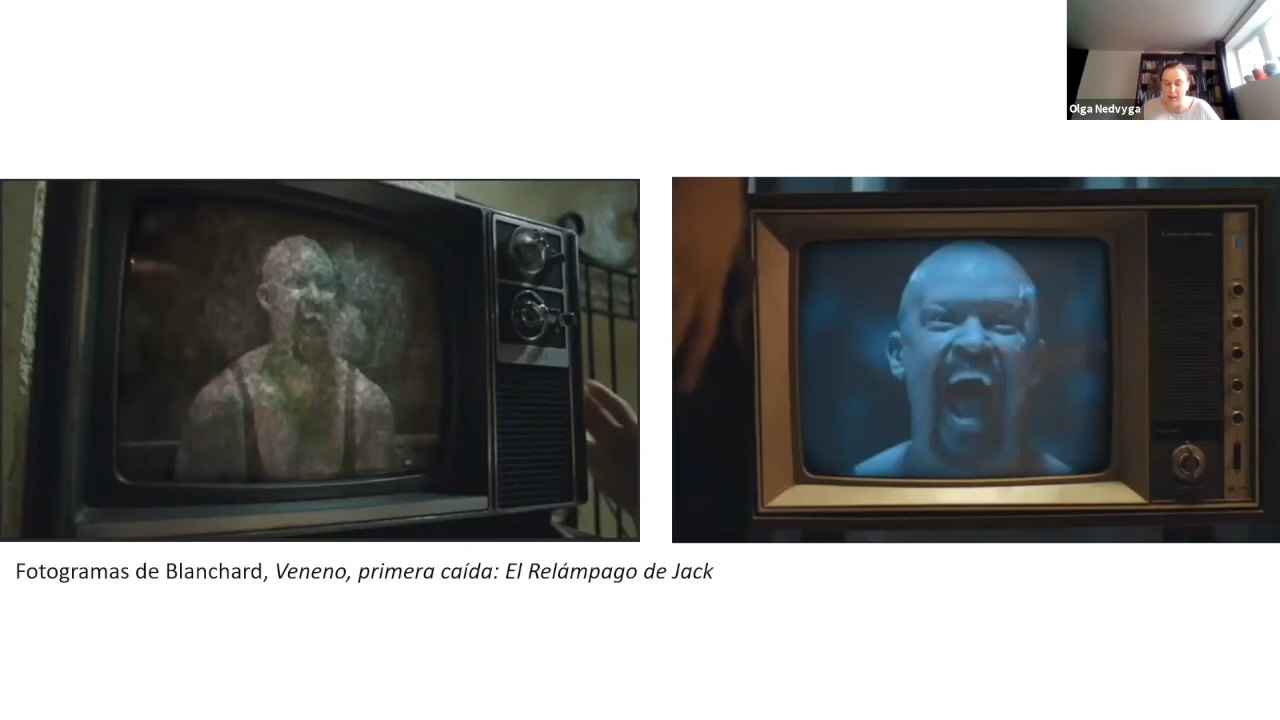 Olga Nedvyga
Fotogramas de Blanchard, Veneno, primera caída: El Relámpago de Jack